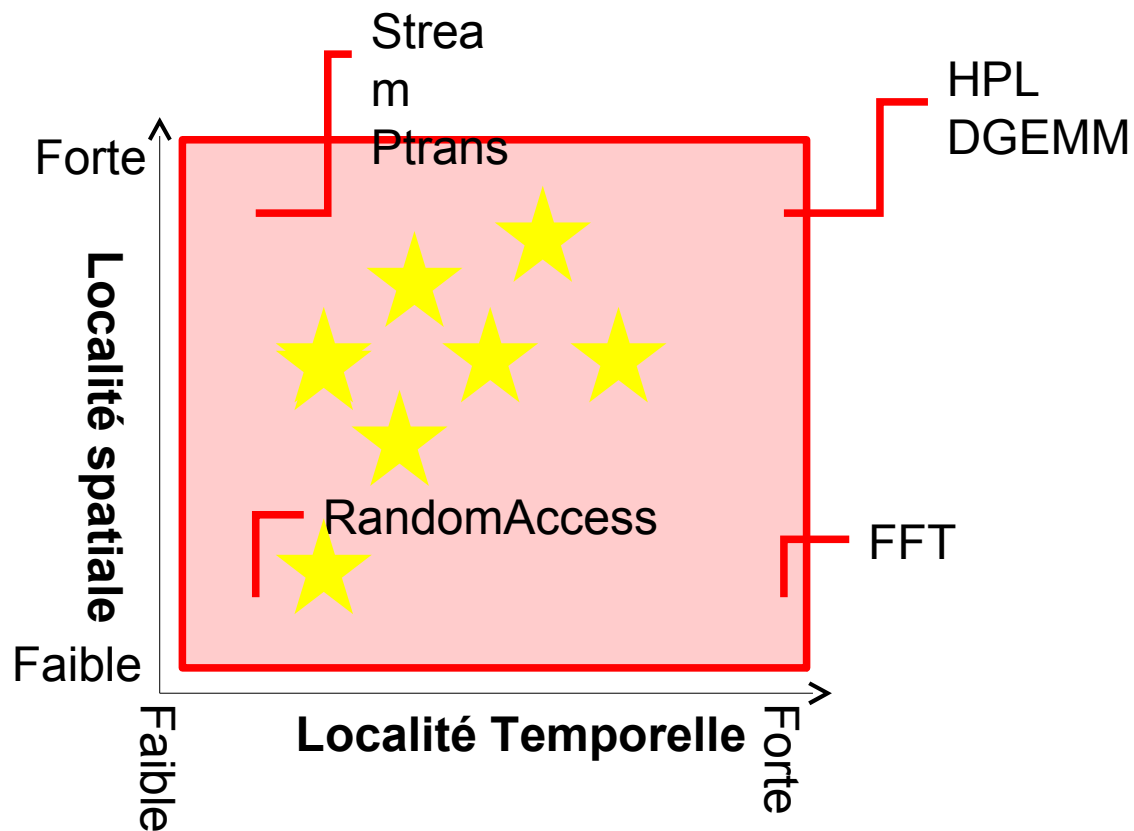 Strea
m
Ptrans
HPL
DGEMM
Forte
Localité spatiale
RandomAccess
FFT
Faible
Faible
Localité Temporelle
Forte